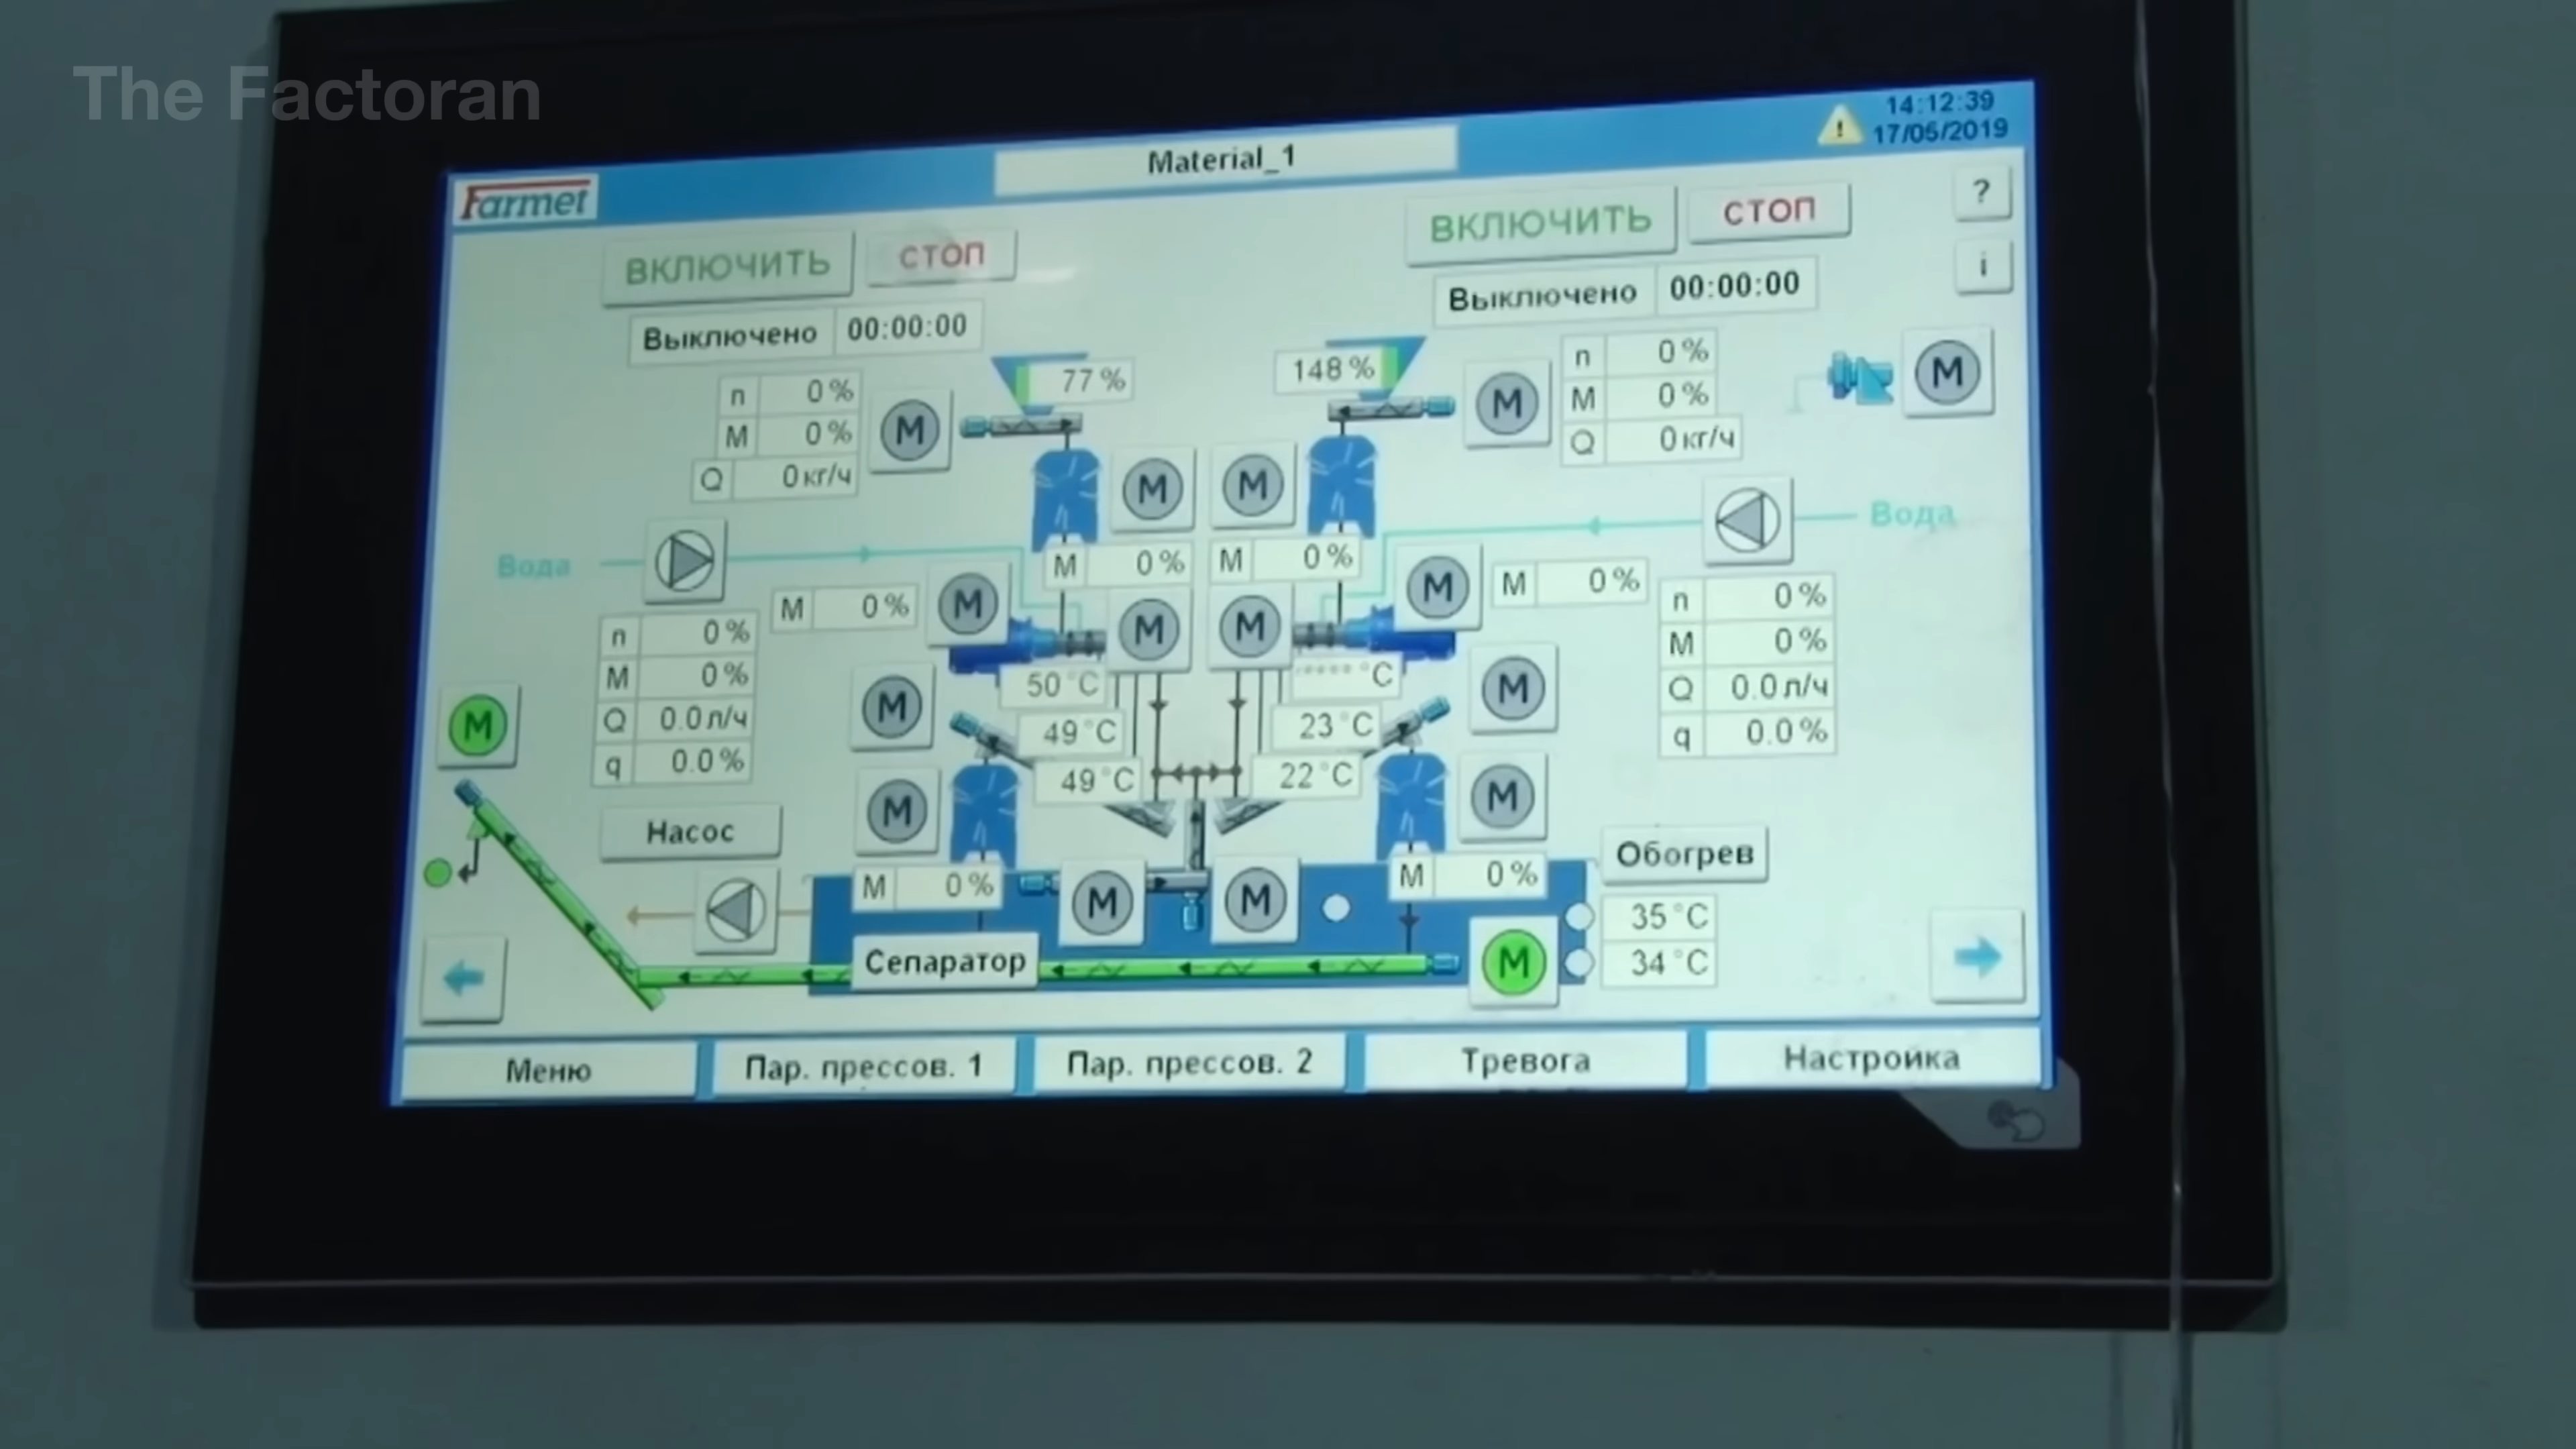 The Factoran
14:12:39
17/05/2019
Material_1
Farmet
ВКЛЮЧИТЬ СТОП
ВКЛЮЧИТЬ СТОП
?
i
Выключено 00:00:00
Выключено 00:00:00
77 %
148 %
n 0 %
M 0 %
Q 0 кг/ч
M
M
n 0 %
M 0 %
Q 0 кг/ч
M
M
M
Вода
Вода
M 0 %
M 0 %
M 0 %
M
M
M
M
M 0 %
n 0 %
M 0 %
Q 0.0 л/ч
q 0.0 %
n 0 %
M 0 %
Q 0.0 л/ч
q 0.0 %
50 °C
°C
49 °C
23 °C
49 °C
22 °C
M
M
M
M
M
Насос
Обогрев
M 0 %
M
M
M 0 %
35 °C
34 °C
Сепаратор
M
Меню
Пар. прессов. 1
Пар. прессов. 2
Тревога
Настройка